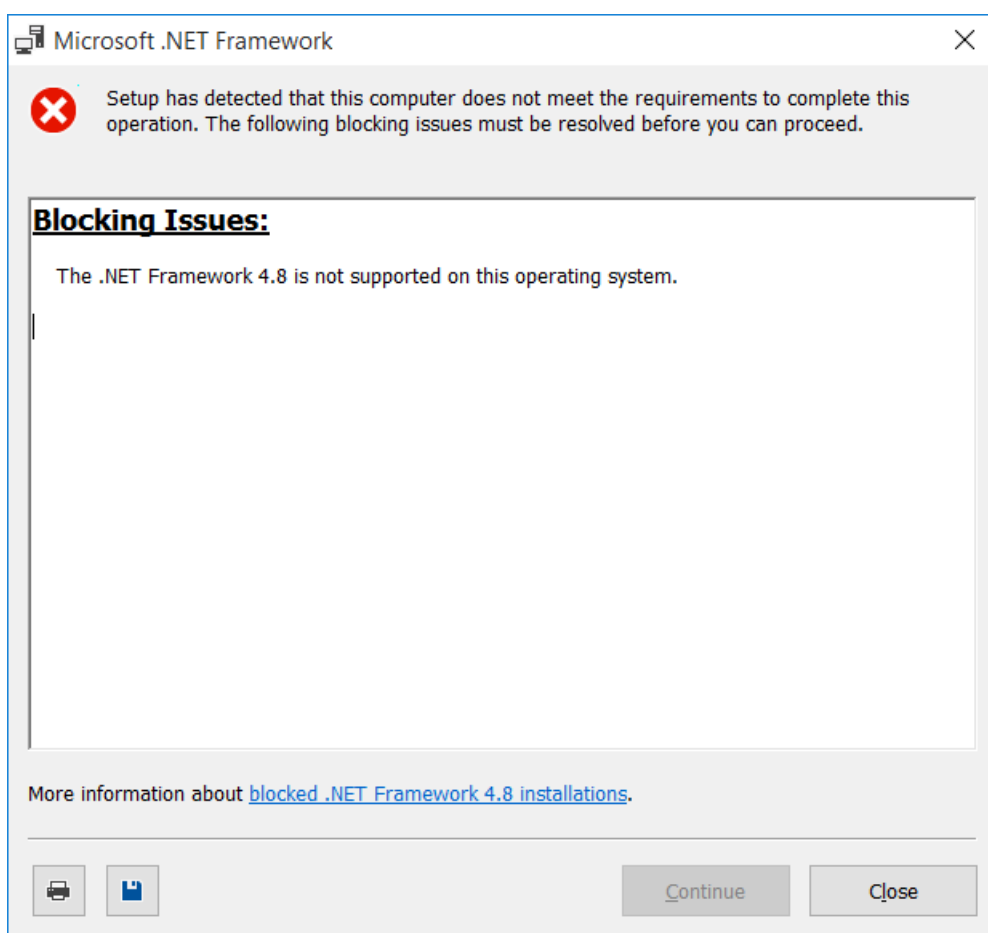 Microsoft .NET Framework
Setup has detected that this computer does not meet the requirements to complete this
operation. The following blocking issues must be resolved before you can proceed.
Blocking Issues:
The .NET Framework 4.8 is not supported on this operating system.
More information about blocked .NET Framework 4.8 installations.
Continue
Close